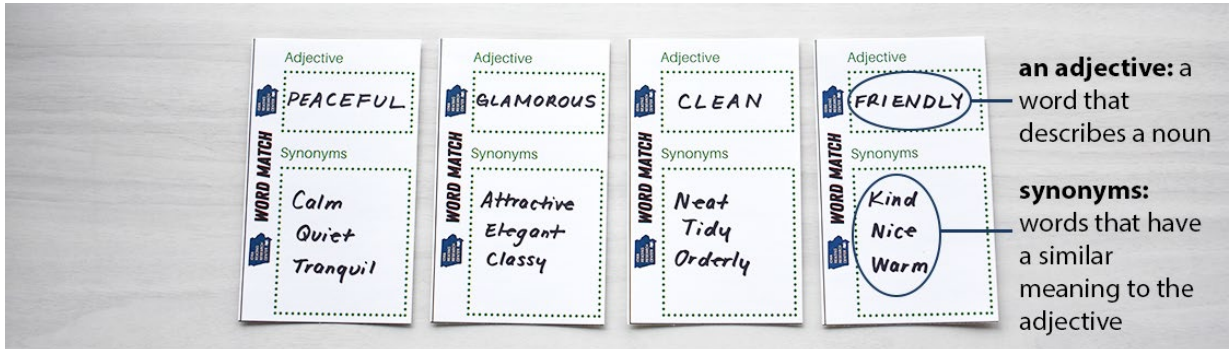 Adjective
PEACEFUL
WORD MATCH
Synonyms
Calm
Quiet
Tranquil
Adjective
GLAMOROUS
WORD MATCH
Synonyms
Attractive
Elegant
Classy
Adjective
CLEAN
WORD MATCH
Synonyms
Neat
Tidy
Orderly
Adjective
FRIENDLY
WORD MATCH
Synonyms
Kind
Nice
Warm
an adjective: a
word that
describes a noun
synonyms:
words that have
a similar
meaning to the
adjective